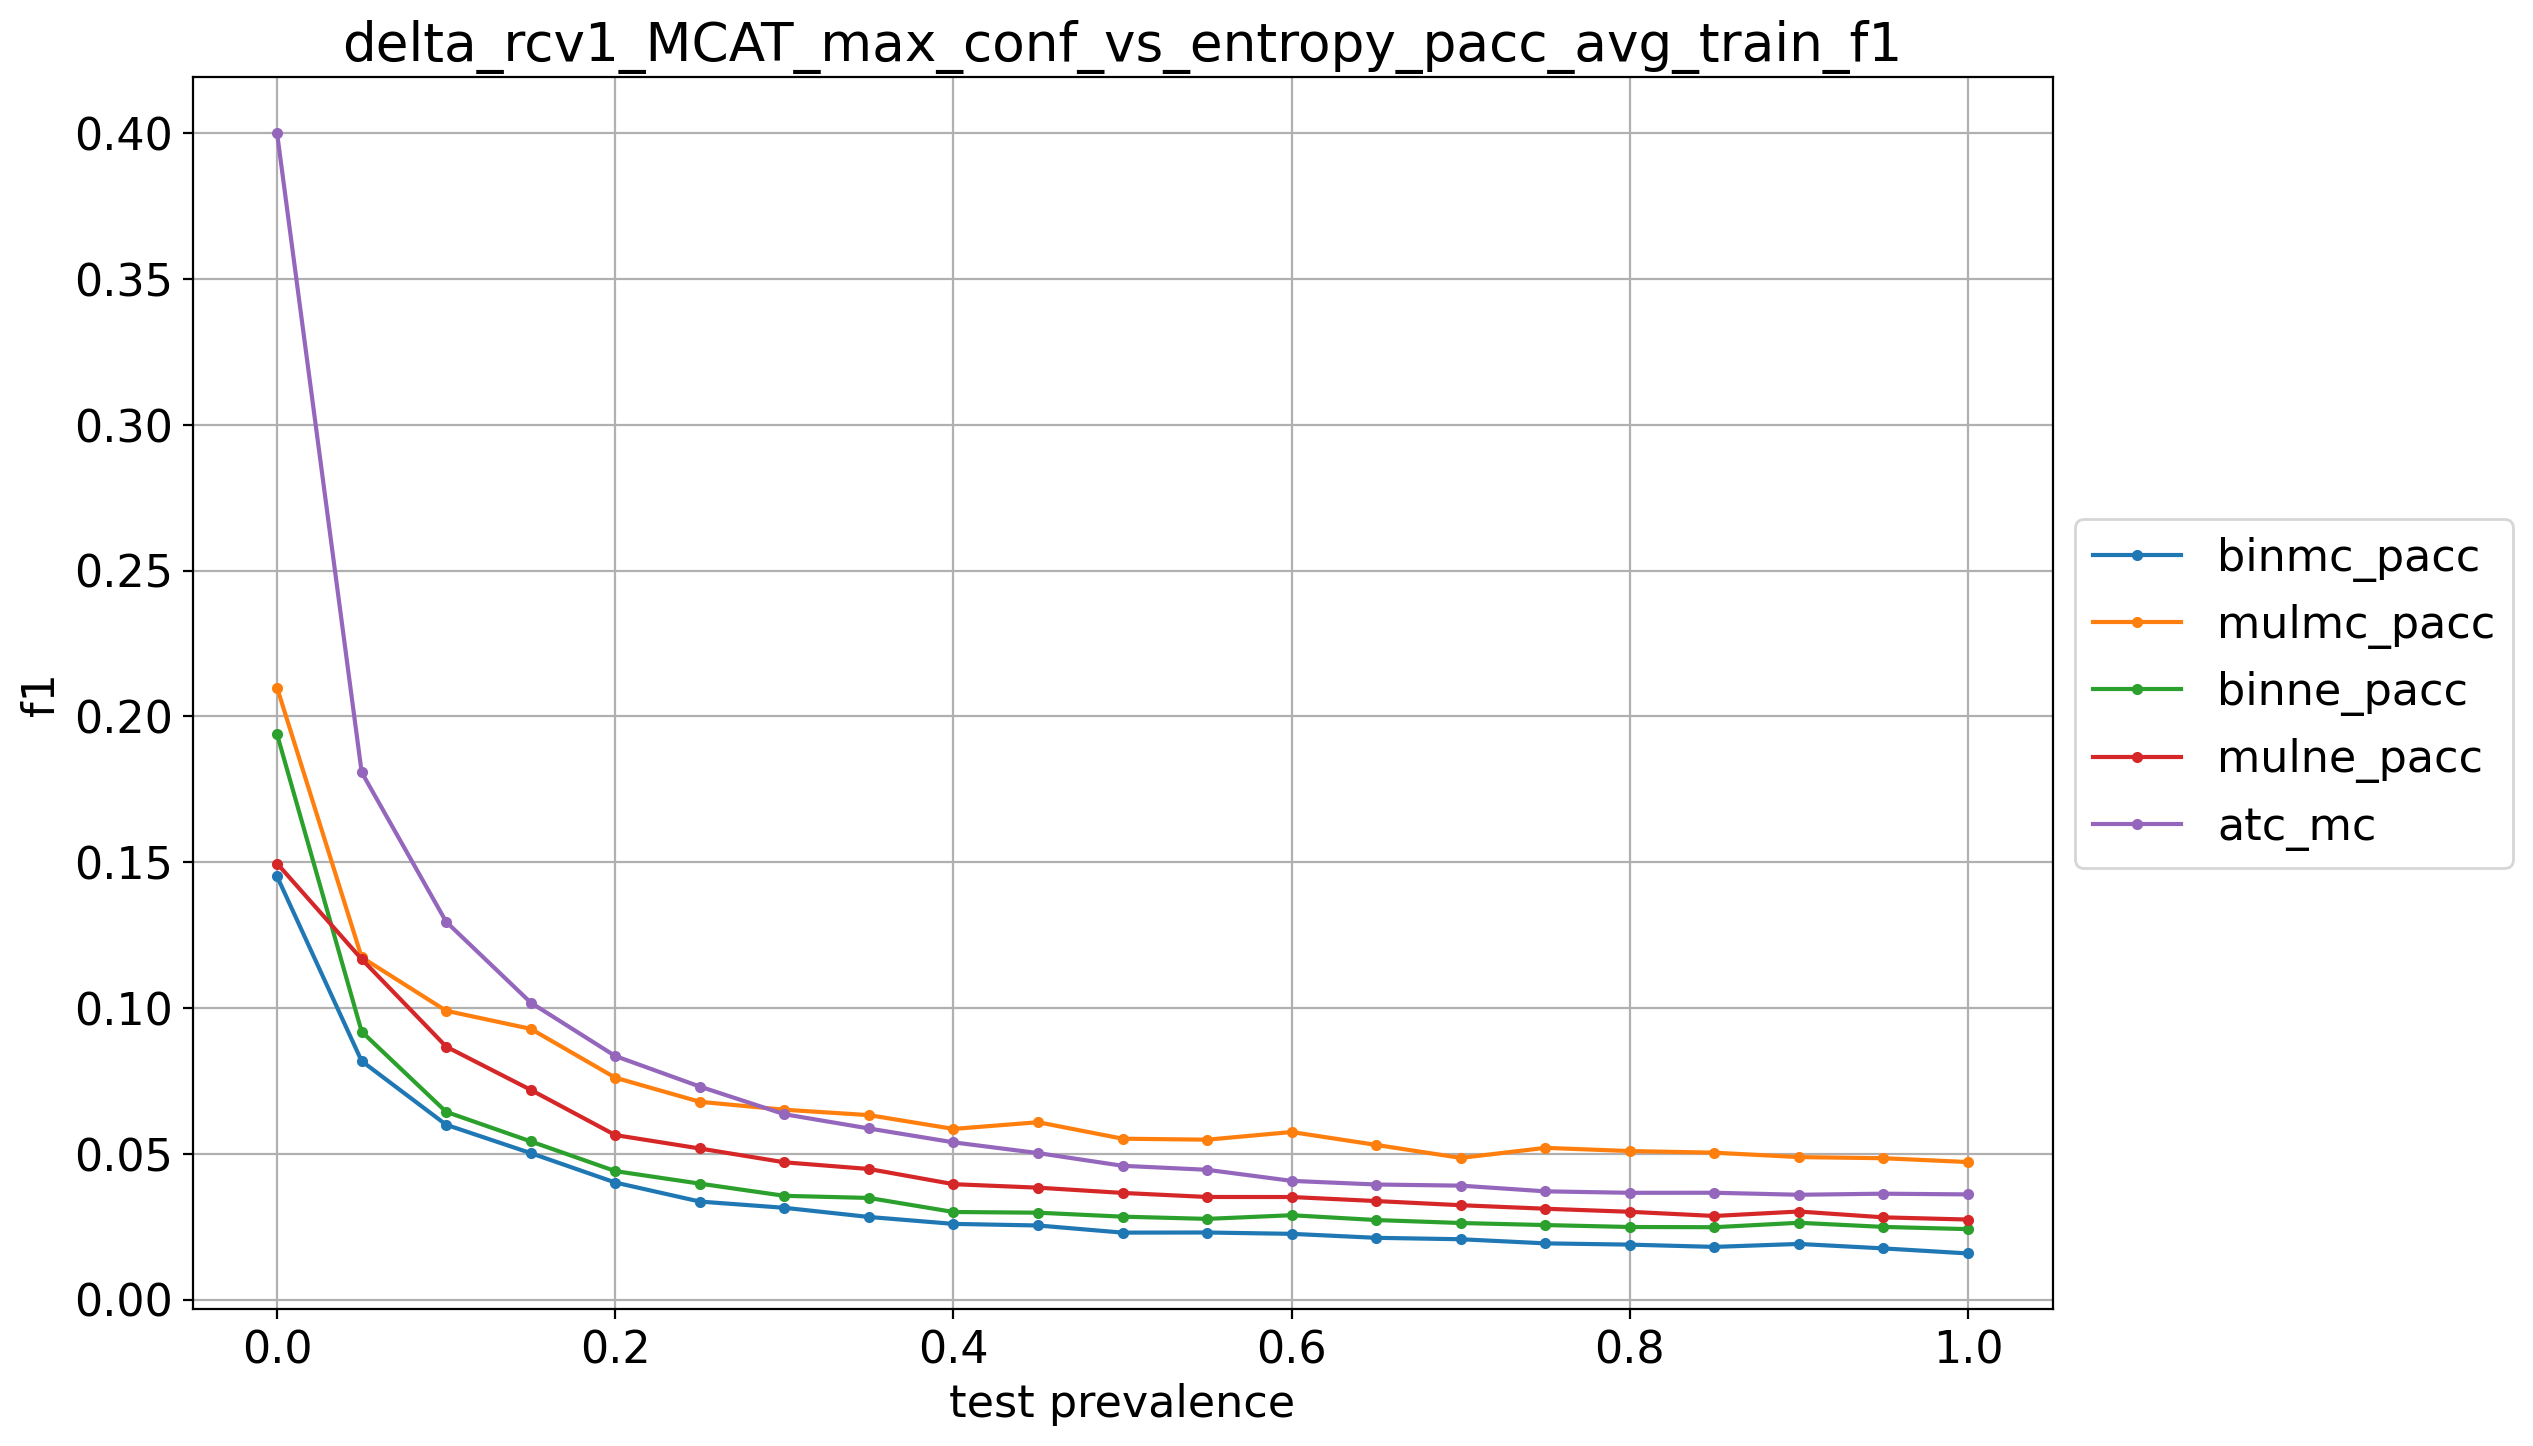 delta_rcv1_MCAT_max_conf_vs_entropy_pacc_avg_train_f1
0.40
0.35
0.30
0.25
0.20
0.15
0.10
0.05
0.00
f1
0.0 0.2 0.4 0.6 0.8 1.0
test prevalence
binmc_pacc
mulmc_pacc
binne_pacc
mulne_pacc
atc_mc